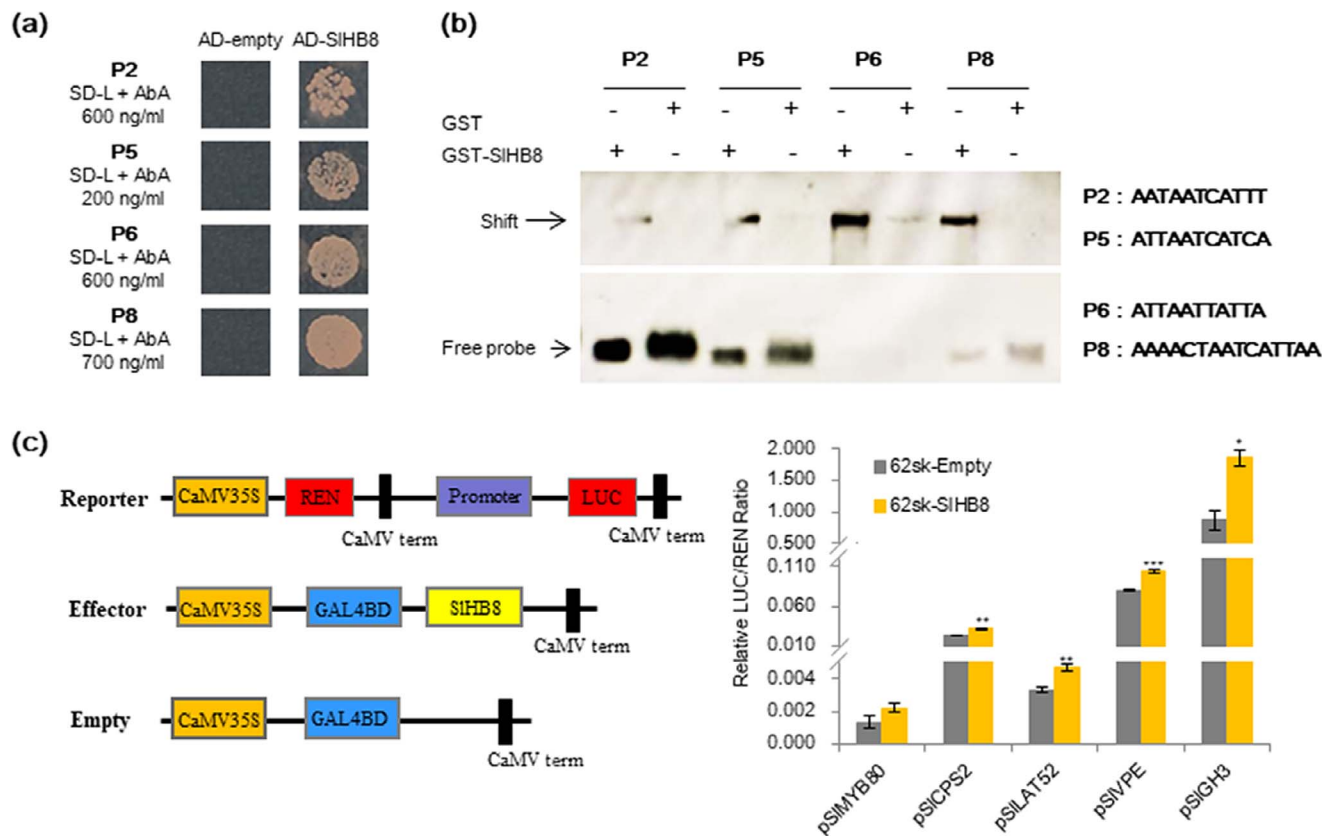 (a)
AD-empty AD-SlHB8
P2
SD-L + AbA
600 ng/ml
P5
SD-L + AbA
200 ng/ml
P6
SD-L + AbA
600 ng/ml
P8
SD-L + AbA
700 ng/ml
(b)
P2 P5 P6 P8
GST - + - + - + - +
GST-SlHB8 + - + - + - + -
Shift
Free probe
P2 : AATAATCATTT
P5 : ATTAATCATCA
P6 : ATTAATTATTA
P8 : AAAACTAATCATTAA
(c)
Reporter CaMV35S REN Promoter LUC
CaMV term CaMV term
Effector CaMV35S GAL4BD SlHB8
CaMV term
Empty CaMV35S GAL4BD
CaMV term
Relative LUC/REN Ratio
2.000
1.500
1.000
0.500
0.110
0.060
0.010
0.004
0.002
0.000
62sk-Empty
62sk-SlHB8
** ** *** *
pSlMYB80 pSlCPS2 pSlLAT52 pSlVPE pSlGH3